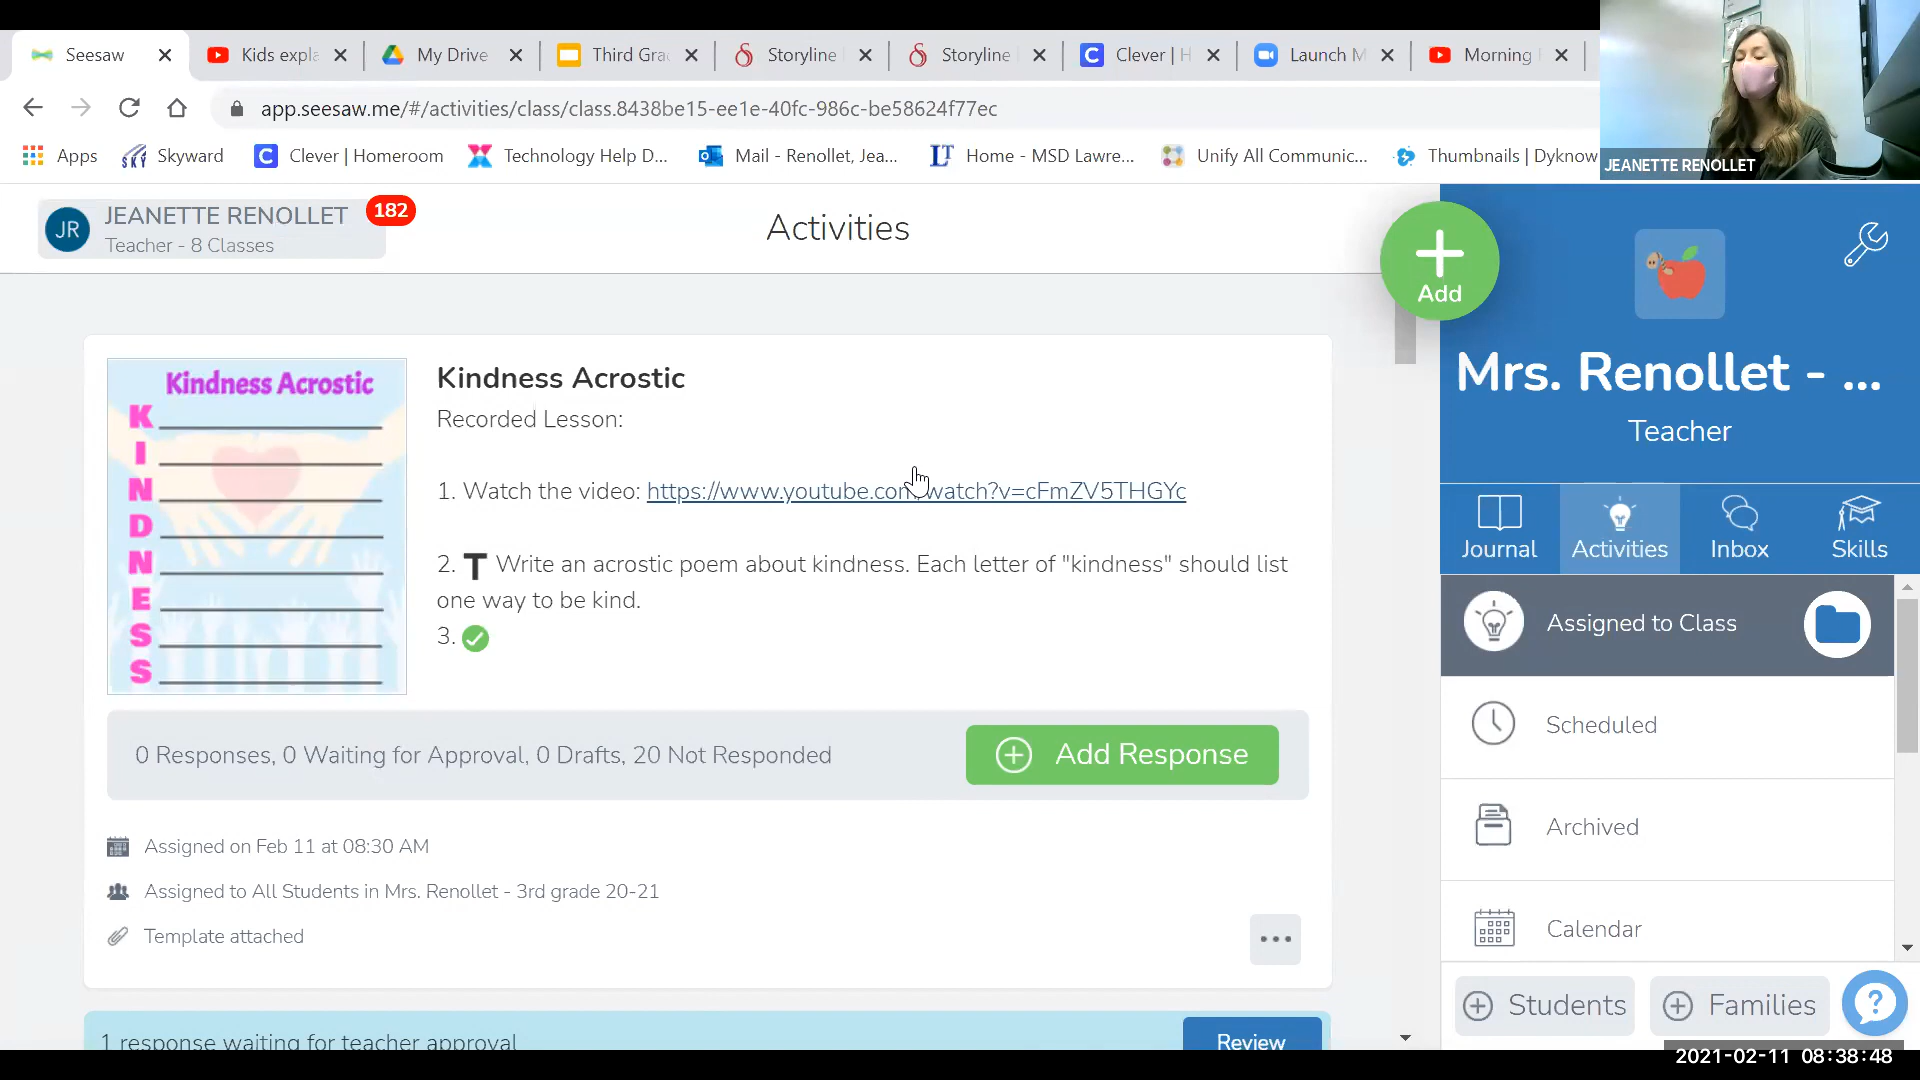 Seesaw
Kids expla
My Drive
Third Gra
Storyline
Storyline
Clever | H
Launch M
Morning
app.seesaw.me/#/activities/class/class.8438be15-ee1e-40fc-986c-be58624f77ec
Apps
SKY
Skyward
C
Clever | Homeroom
Technology Help D...
Mail - Renollet, Jea...
LT
Home - MSD Lawre...
Unify All Communic...
Thumbnails | Dyknow
JEANETTE RENOLLET
JR
JEANETTE RENOLLET
182
Teacher - 8 Classes
Activities
Add
Mrs. Renollet - ...
Teacher
Journal
Activities
Inbox
Skills
Assigned to Class
Scheduled
Archived
Calendar
Students
Families
?
Kindness Acrostic
K
I
N
D
N
E
S
S
Kindness Acrostic
Recorded Lesson:
1. Watch the video: https://www.youtube.com/watch?v=cFmZV5THGYc
2. T Write an acrostic poem about kindness. Each letter of "kindness" should list
one way to be kind.
3.
0 Responses, 0 Waiting for Approval, 0 Drafts, 20 Not Responded
Add Response
Assigned on Feb 11 at 08:30 AM
Assigned to All Students in Mrs. Renollet - 3rd grade 20-21
Template attached
1 response waiting for teacher approval
Review
2021-02-11 08:38:48